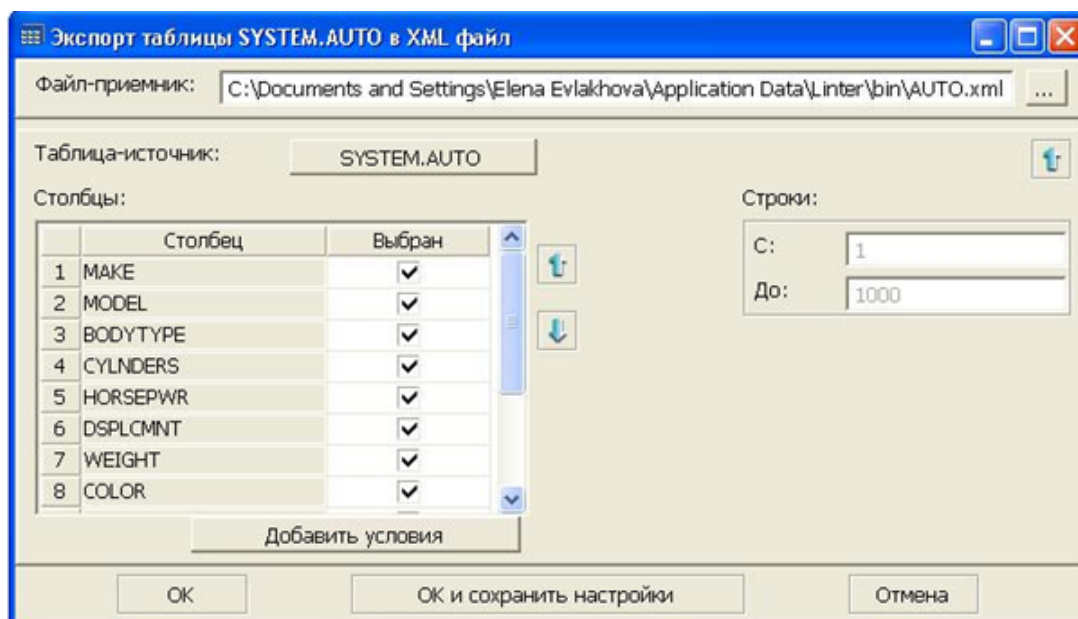 Экспорт таблицы SYSTEM.AUTO в XML файл
Файл-приемник: C:\Documents and Settings\Elena Evlakhova\Application Data\Linter\bin\AUTO.xml ...
Таблица-источник: SYSTEM.AUTO
Столбцы: Строки:
Столбец Выбран
С: 1
1 MAKE
2 MODEL
До: 1000
3 BODYTYPE
4 CYLNDERS
5 HORSEPWR
6 DSPLCMNT
7 WEIGHT
8 COLOR
Добавить условия
OK ОК и сохранить настройки Отмена